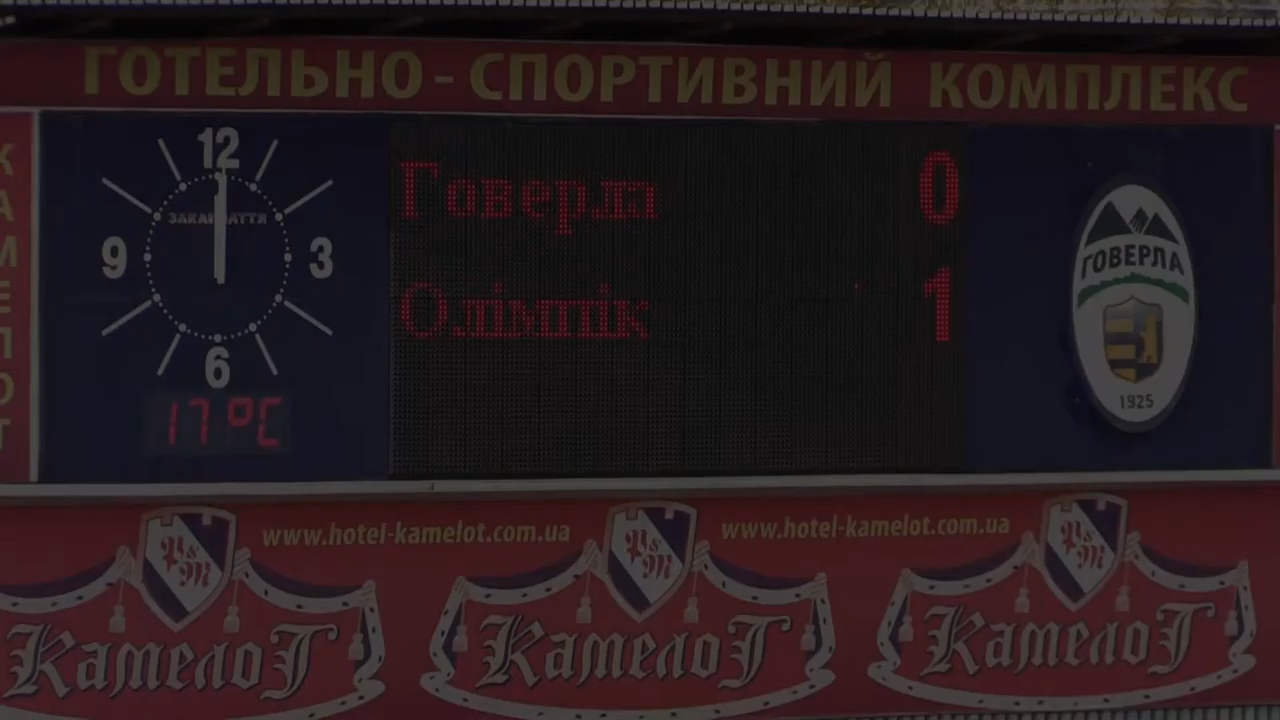 ГОТЕЛЬНО - СПОРТИВНИЙ КОМПЛЕКС
КАМЕЛОТ
12
ЗАКАРПАТТЯ
9 3
6
17°C
Говерла 0
Олімпік 1
ГОВЕРЛА
1925
www.hotel-kamelot.com.ua www.hotel-kamelot.com.ua
P&M P&M P&M
Камелот Камелот Камелот